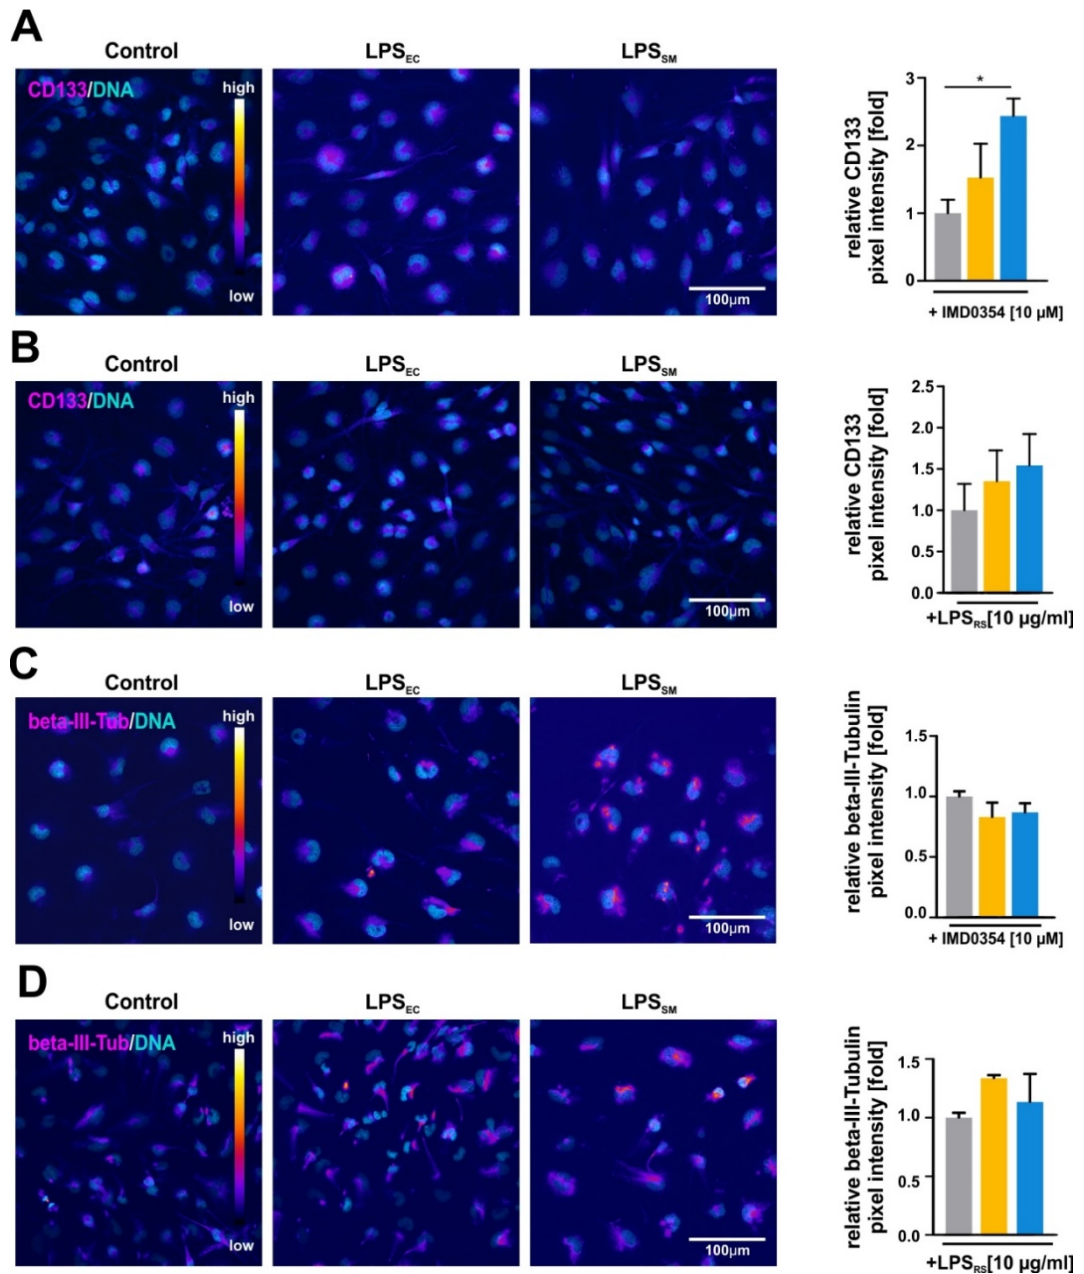 A
Control
LPSEC
LPSSM
CD133/DNA
high
low
100µm
relative CD133
pixel intensity [fold]
3
2
1
0
*
+ IMD0354 [10 µM]
B
Control
LPSEC
LPSSM
CD133/DNA
high
low
100µm
relative CD133
pixel intensity [fold]
2.5
2.0
1.5
1.0
0.5
0.0
+LPSRS[10 µg/ml]
C
Control
LPSEC
LPSSM
beta-III-Tub/DNA
high
low
100µm
relative beta-III-Tubulin
pixel intensity [fold]
1.5
1.0
0.5
0.0
+ IMD0354 [10 µM]
D
Control
LPSEC
LPSSM
beta-III-Tub/DNA
high
low
100µm
relative beta-III-Tubulin
pixel intensity [fold]
1.5
1.0
0.5
0.0
+LPSRS[10 µg/ml]